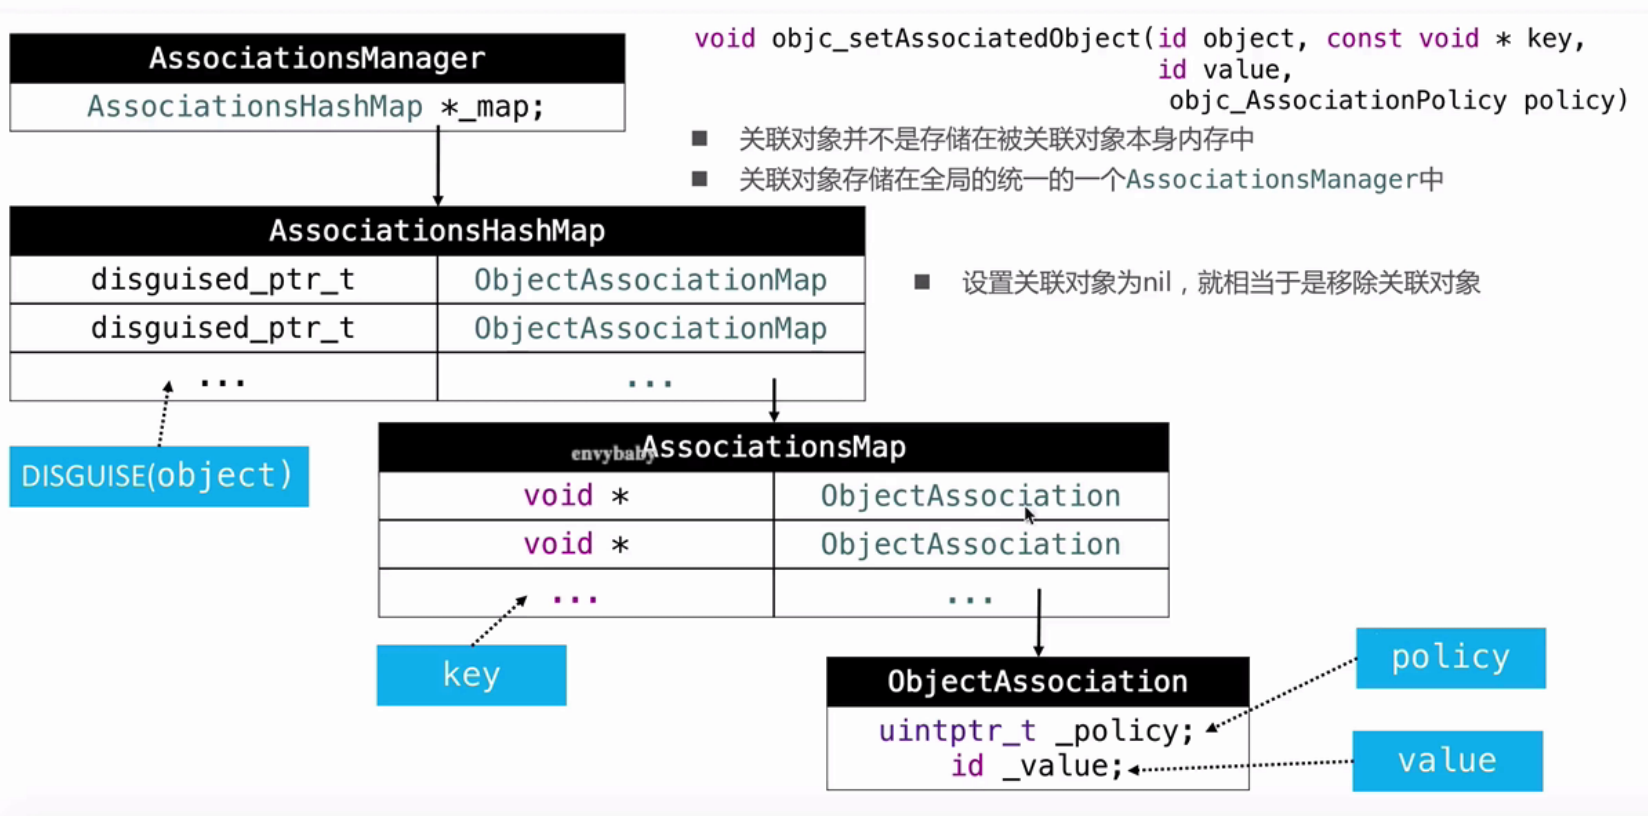 AssociationsManager
AssociationsHashMap *_map;
void objc_setAssociatedObject(id object, const void * key,
id value,
objc_AssociationPolicy policy)
■ 关联对象并不是存储在被关联对象本身内存中
■ 关联对象存储在全局的统一的一个AssociationsManager中
AssociationsHashMap
disguised_ptr_t ObjectAssociationMap
disguised_ptr_t ObjectAssociationMap
... ...
■ 设置关联对象为nil，就相当于是移除关联对象
DISGUISE(object)
envybaby
AssociationsMap
void * ObjectAssociation
void * ObjectAssociation
... ...
key
ObjectAssociation
uintptr_t _policy;
id _value;
policy
value